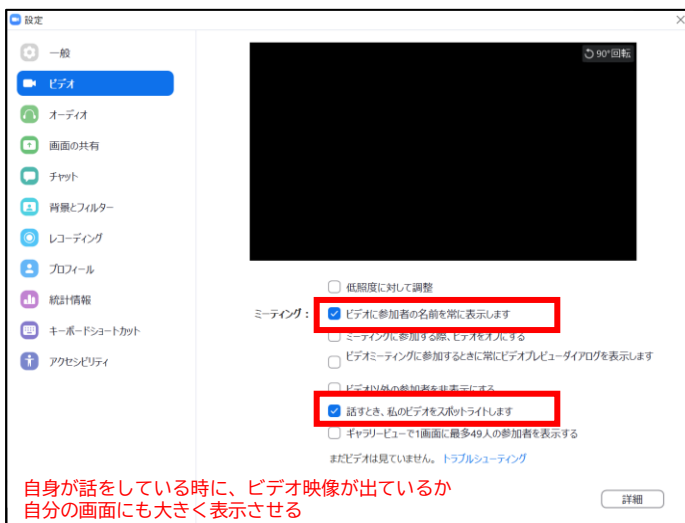 設定
一般
ビデオ
オーディオ
画面の共有
チャット
背景とフィルター
レコーディング
プロフィール
統計情報
キーボードショートカット
アクセシビリティ
90°回転
低照度に対して調整
ミーティング：
ビデオに参加者の名前を常に表示します
ミーティングに参加する際、ビデオをオフにする
ビデオミーティングに参加するときに常にビデオプレビューダイアログを表示します
ビデオ以外の参加者を非表示にする
話すとき、私のビデオをスポットライトします
ギャラリービューで1画面に最多49人の参加者を表示する
まだビデオは見ていません。 トラブルシューティング
詳細
自身が話をしている時に、ビデオ映像が出ているか
自分の画面にも大きく表示させる